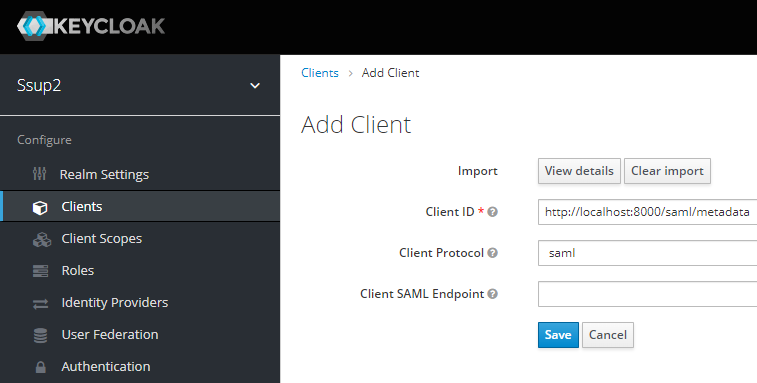 KEYCLOAK
Ssup2
Configure
Realm Settings
Clients
Client Scopes
Roles
Identity Providers
User Federation
Authentication
Clients > Add Client
Add Client
Import View details Clear import
Client ID * http://localhost:8000/saml/metadata
Client Protocol saml
Client SAML Endpoint
Save Cancel